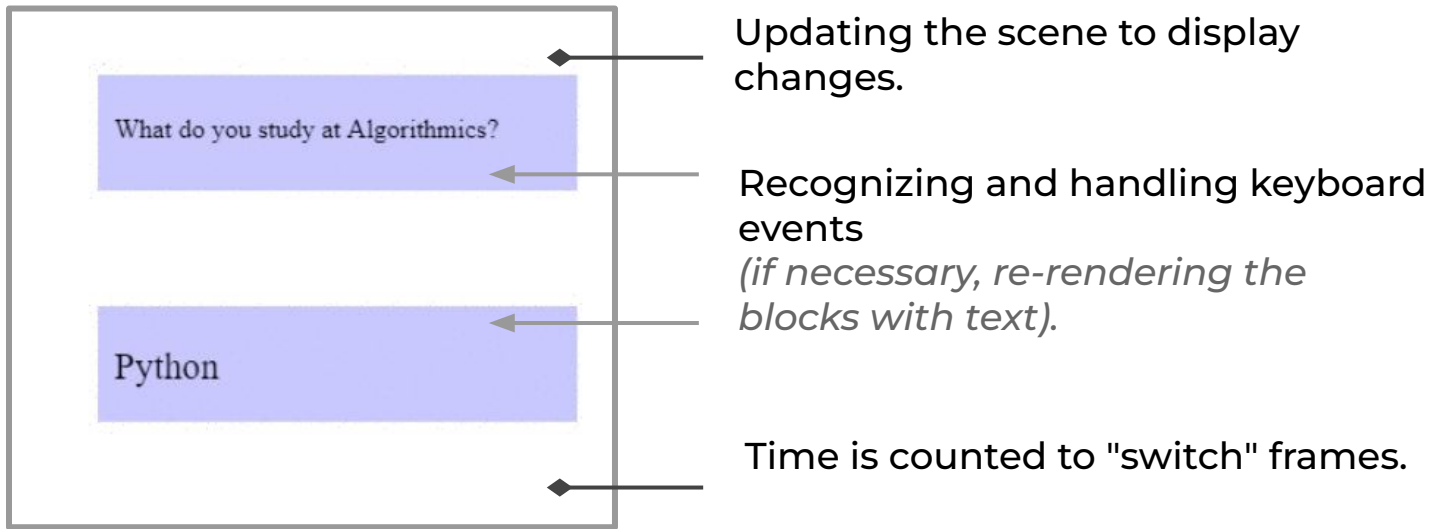 Updating the scene to display
changes.
What do you study at Algorithmics?
Recognizing and handling keyboard
events
(if necessary, re-rendering the
blocks with text).
Python
Time is counted to "switch" frames.